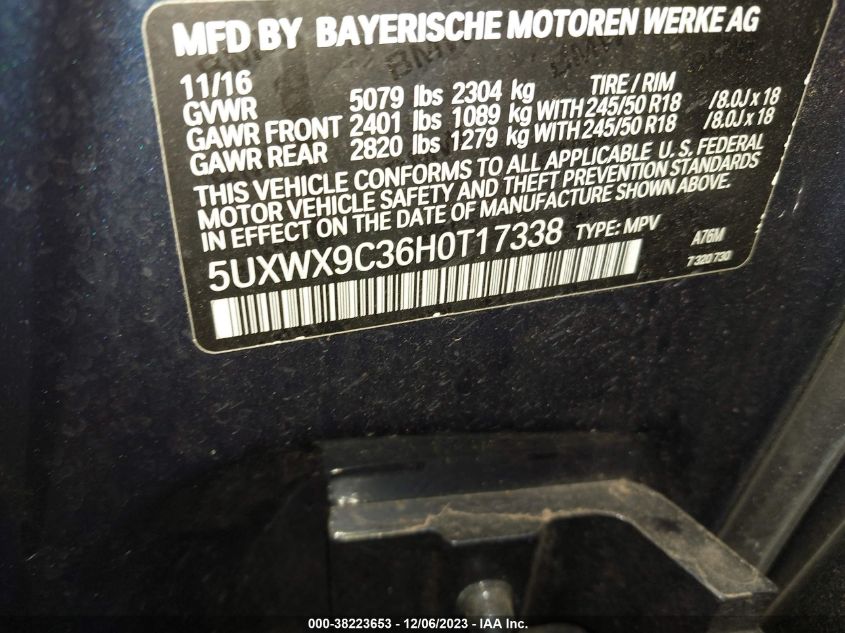 MFD BY BAYERISCHE MOTOREN WERKE AG
11/16 TIRE / RIM
GVWR 5079 lbs 2304 kg
GAWR FRONT 2401 lbs 1089 kg WITH 245/50 R18 /8.0J x 18
GAWR REAR 2820 lbs 1279 kg WITH 245/50 R18 /8.0J x 18
THIS VEHICLE CONFORMS TO ALL APPLICABLE U.S. FEDERAL
MOTOR VEHICLE SAFETY AND THEFT PREVENTION STANDARDS
IN EFFECT ON THE DATE OF MANUFACTURE SHOWN ABOVE.
5UXWX9C36H0T17338 TYPE: MPV A76M
7 320 730
000-38223653 - 12/06/2023 - IAA Inc.